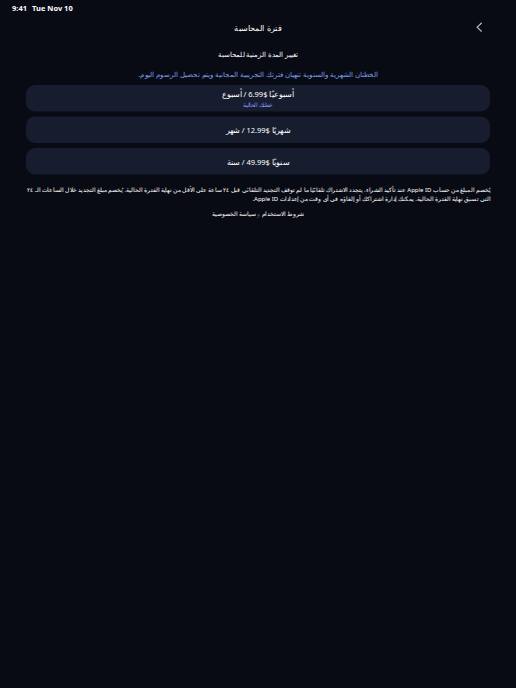 9:41 Tue Nov 10
فترة المحاسبة
تغيير المدة الزمنية للمحاسبة
الخطتان الشهرية والسنوية تنهيان فترتك التجريبية المجانية ويتم تحصيل الرسوم اليوم.
أسبوعيًا $6.99 / أسبوع
خطتك الحالية
شهريًا $12.99 / شهر
سنويًا $49.99 / سنة
يُخصم المبلغ من حساب Apple ID عند تأكيد الشراء. يتجدد الاشتراك تلقائيًا ما لم توقف التجديد التلقائي قبل ٢٤ ساعة على الأقل من نهاية الفترة الحالية. يُخصم مبلغ التجديد خلال الساعات الـ ٢٤
التي تسبق نهاية الفترة الحالية. يمكنك إدارة اشتراكك أو إلغاؤه في أي وقت من إعدادات Apple ID.
شروط الاستخدام و سياسة الخصوصية